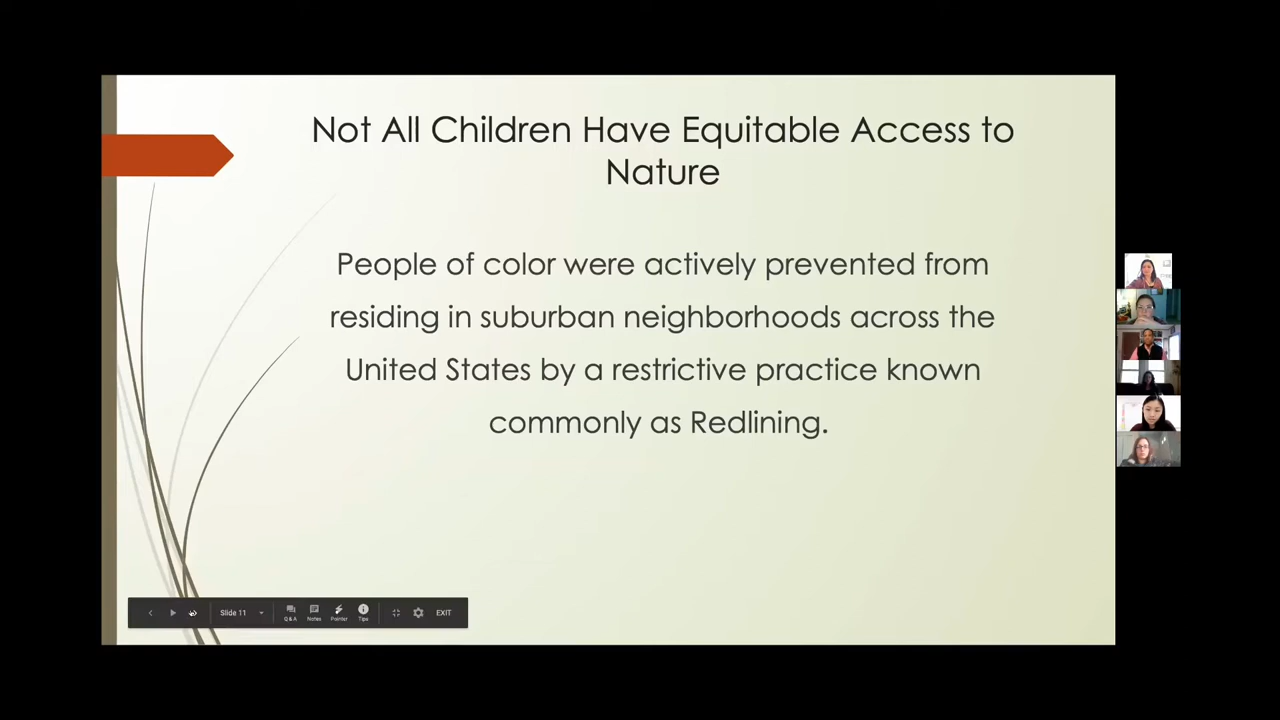 Not All Children Have Equitable Access to
Nature
People of color were actively prevented from
residing in suburban neighborhoods across the
United States by a restrictive practice known
commonly as Redlining.
Slide 11
Q & A
Notes
Pointer
Tips
EXIT